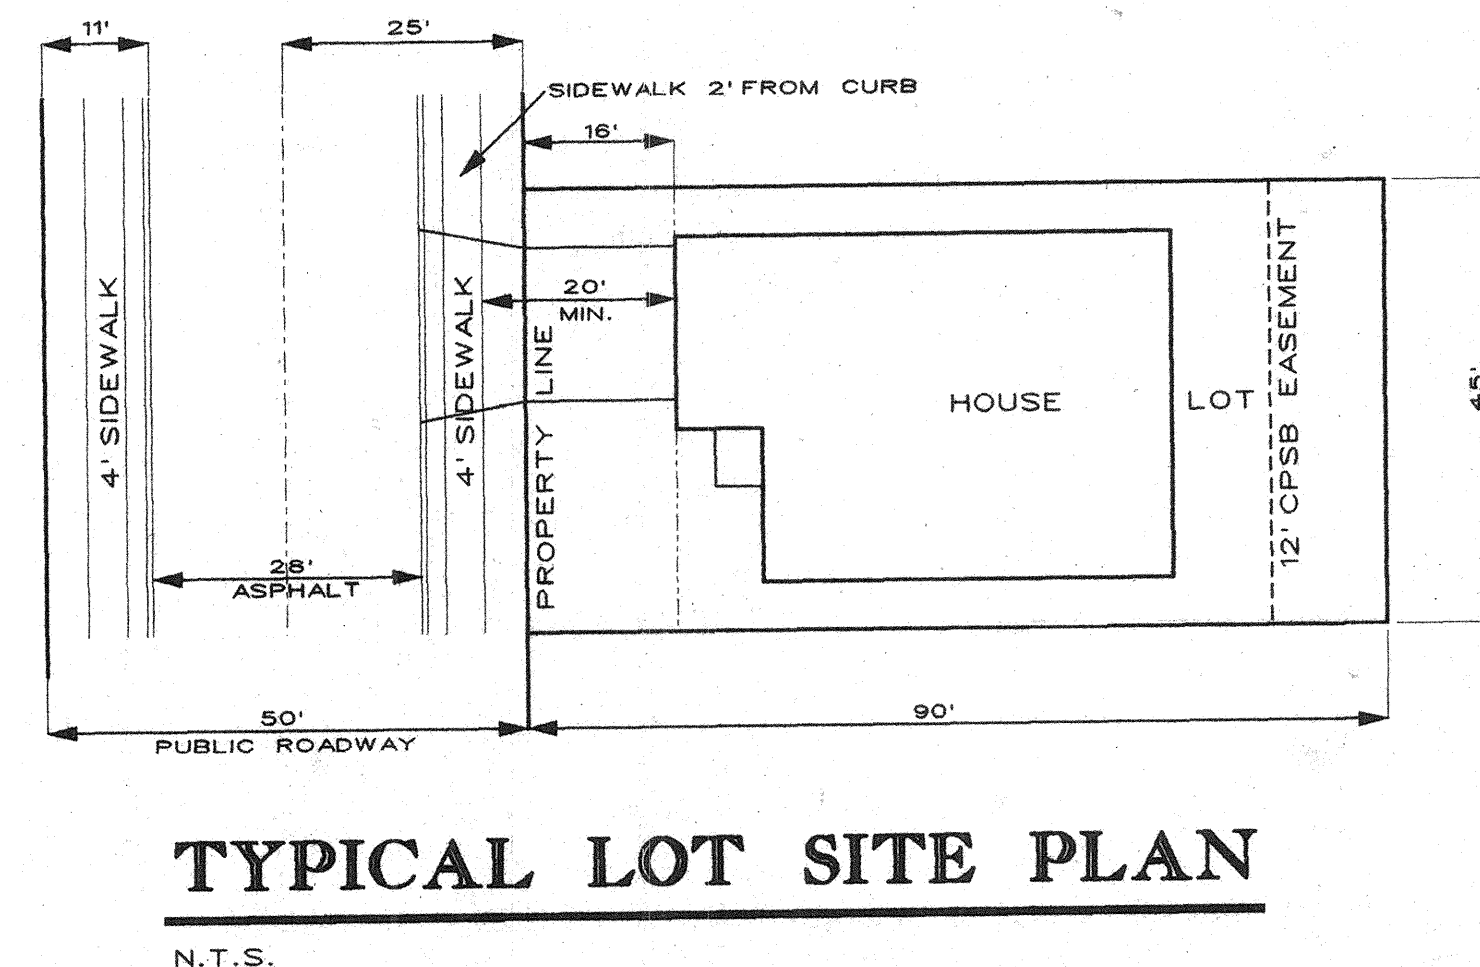 11'
25'
SIDEWALK 2' FROM CURB
16'
4' SIDEWALK
4' SIDEWALK
20'
MIN.
PROPERTY LINE
HOUSE
LOT
12' CPSB EASEMENT
45'
28'
ASPHALT
50'
PUBLIC ROADWAY
90'
TYPICAL LOT SITE PLAN
N.T.S.